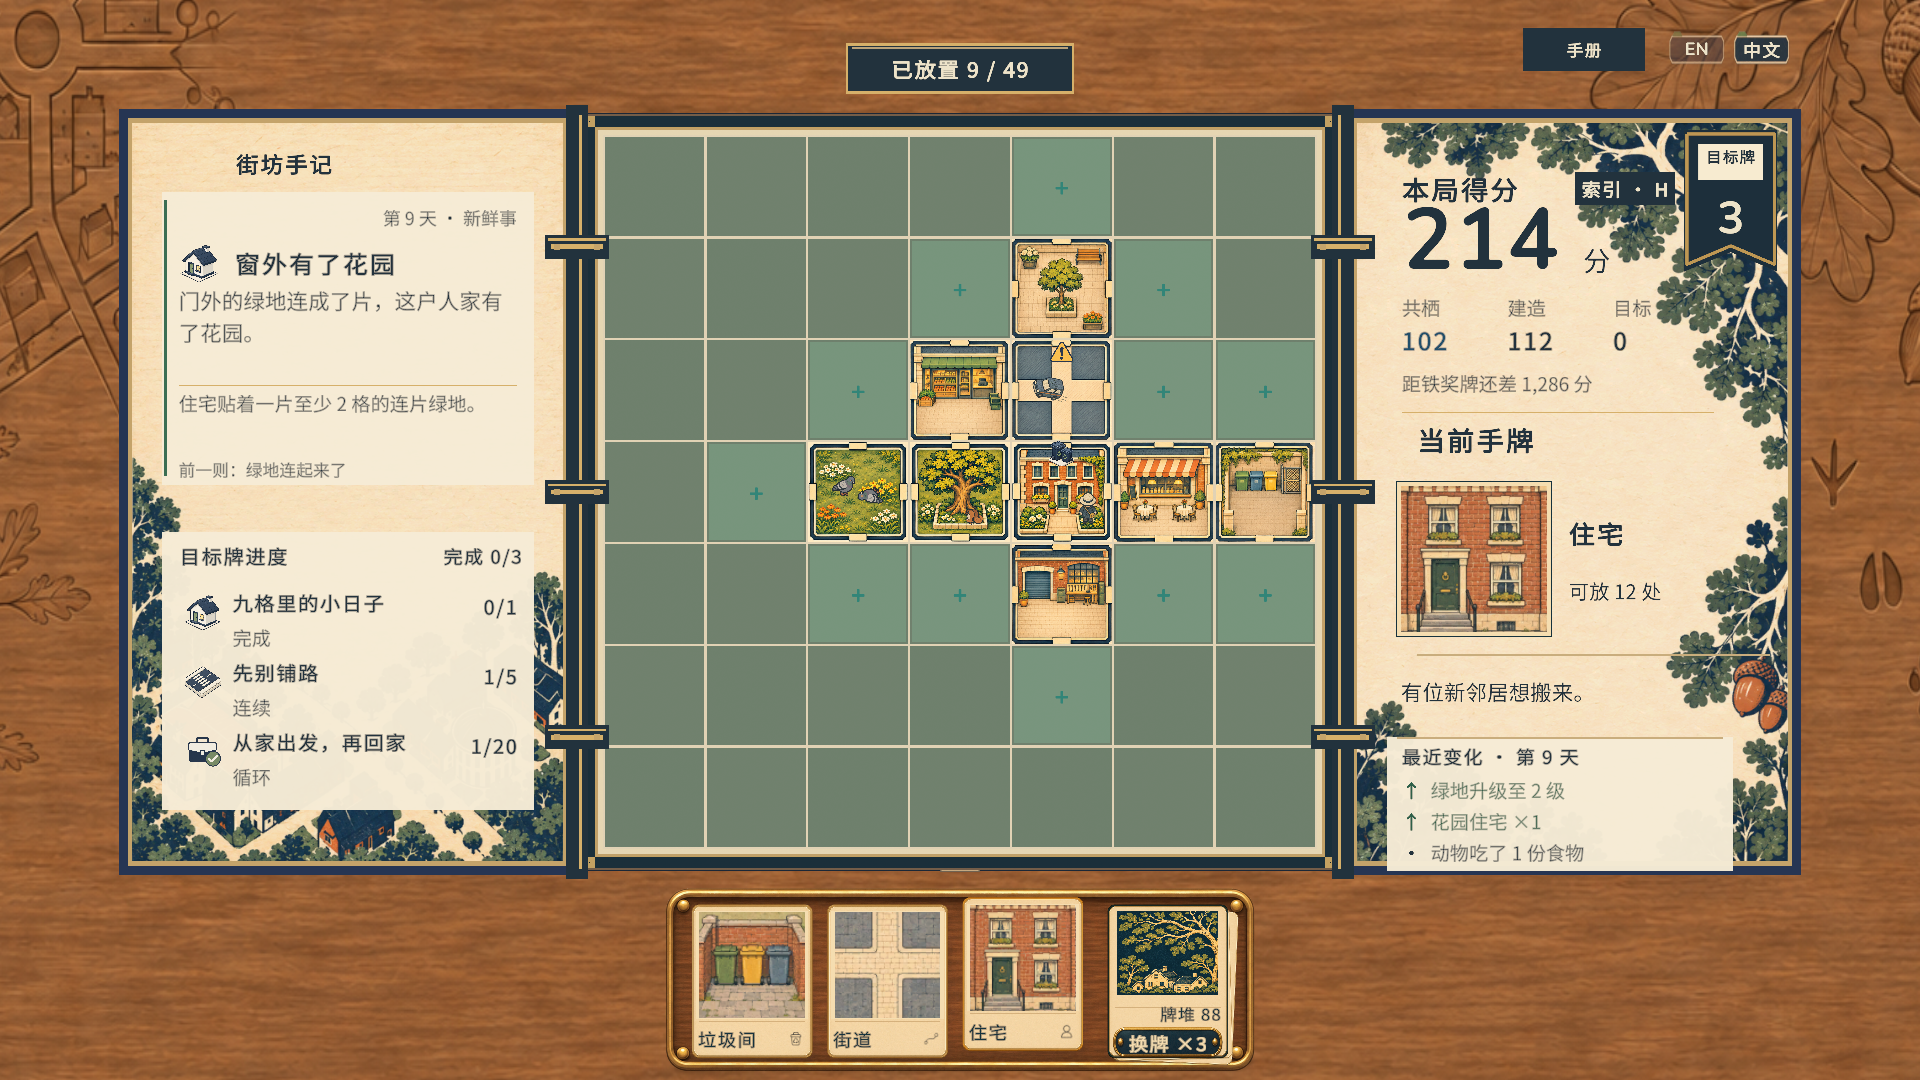 已放置 9 / 49
手册
EN
中文
街坊手记
第 9 天 · 新鲜事
窗外有了花园
门外的绿地连成了片，这户人家有
了花园。
住宅贴着一片至少 2 格的连片绿地。
前一则：绿地连起来了
目标牌进度
完成 0/3
九格里的小日子
0/1
完成
先别铺路
1/5
连续
从家出发，再回家
1/20
循环
本局得分
索引 · H
目标牌
3
214 分
共栖
建造
目标
102
112
0
距铁奖牌还差 1,286 分
当前手牌
住宅
可放 12 处
有位新邻居想搬来。
最近变化 · 第 9 天
↑ 绿地升级至 2 级
↑ 花园住宅 ×1
· 动物吃了 1 份食物
垃圾间
街道
住宅
牌堆 88
换牌 ×3